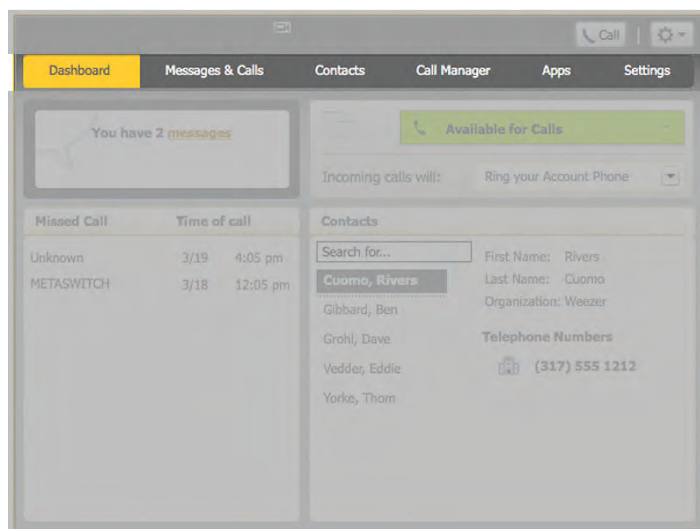 Call
Dashboard Messages & Calls Contacts Call Manager Apps Settings
You have 2 messages
Available for Calls
Incoming calls will: Ring your Account Phone
Missed Call Time of call
Unknown 3/19 4:05 pm
METASWITCH 3/18 12:05 pm
Contacts
Search for...
Cuomo, Rivers
Gibbard, Ben
Grohl, Dave
Vedder, Eddie
Yorke, Thom
First Name: Rivers
Last Name: Cuomo
Organization: Weezer
Telephone Numbers
(317) 555 1212